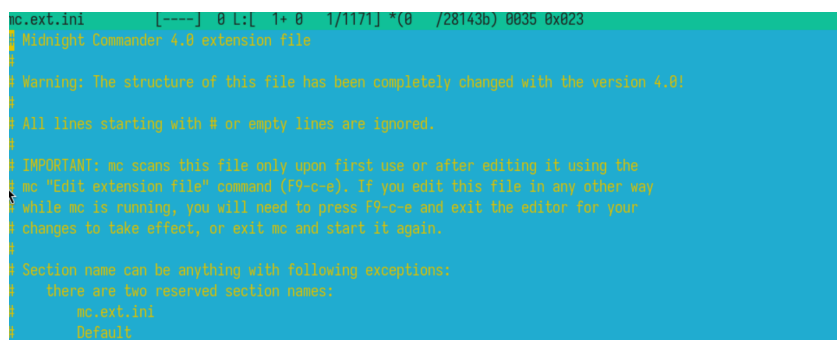 mc.ext.ini [----] 0 L:[ 1+ 0 1/1171] *(0 /28143b) 0035 0x023
# Midnight Commander 4.0 extension file
#
# Warning: The structure of this file has been completely changed with the version 4.0!
#
# All lines starting with # or empty lines are ignored.
#
# IMPORTANT: mc scans this file only upon first use or after editing it using the
# mc "Edit extension file" command (F9-c-e). If you edit this file in any other way
# while mc is running, you will need to press F9-c-e and exit the editor for your
# changes to take effect, or exit mc and start it again.
#
# Section name can be anything with following exceptions:
# there are two reserved section names:
# mc.ext.ini
# Default